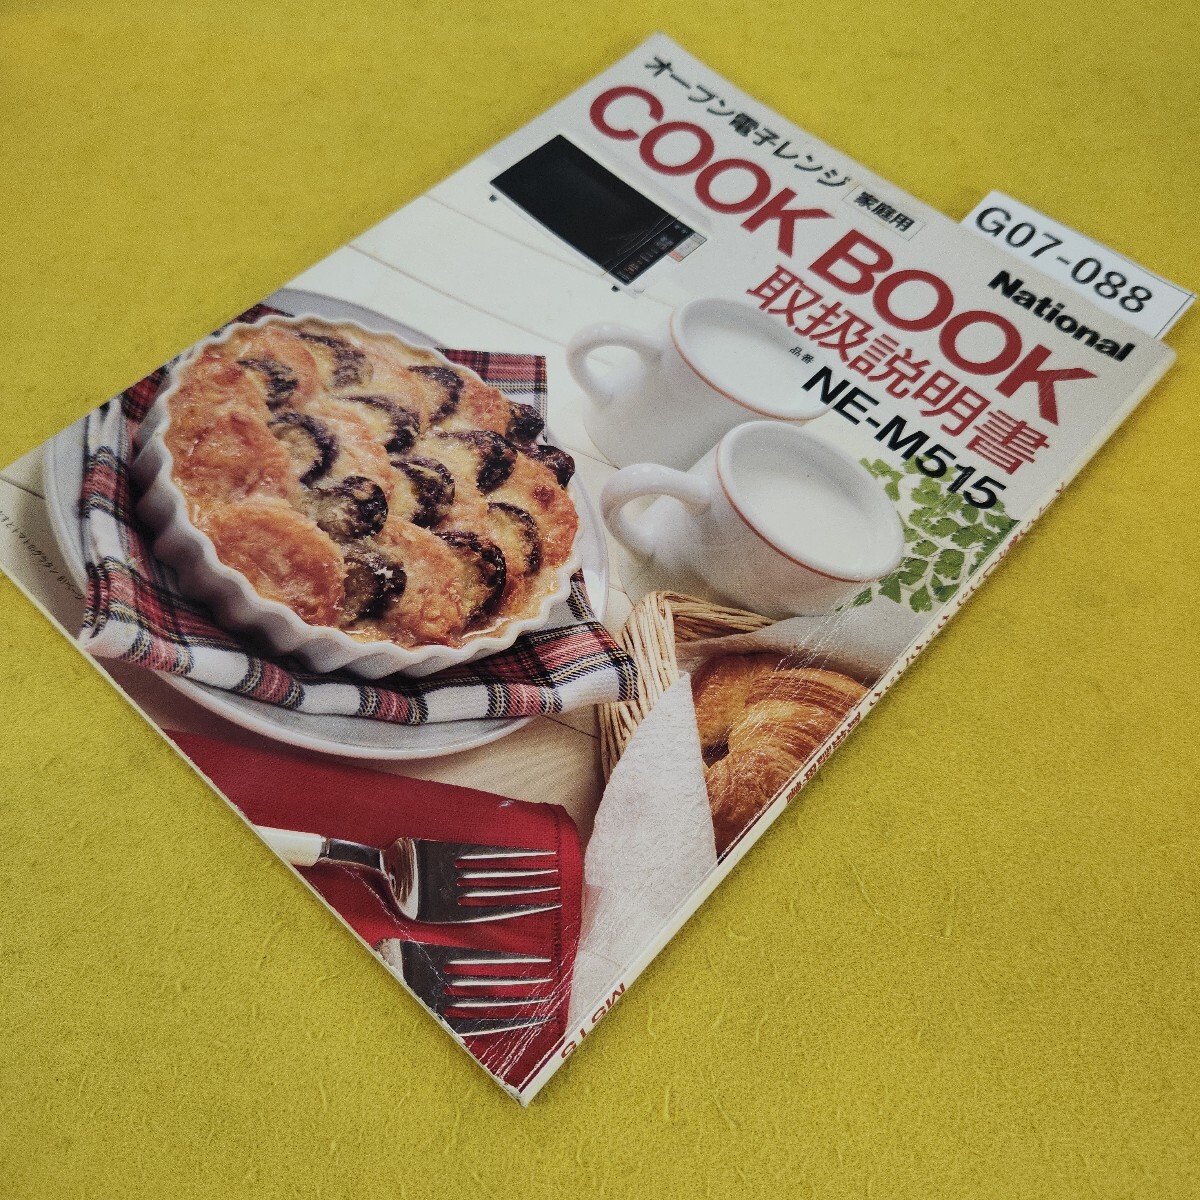 オーブン電子レンジ 家庭用
COOK BOOK
National
取扱説明書
品番 NE-M515
G07-088
M515